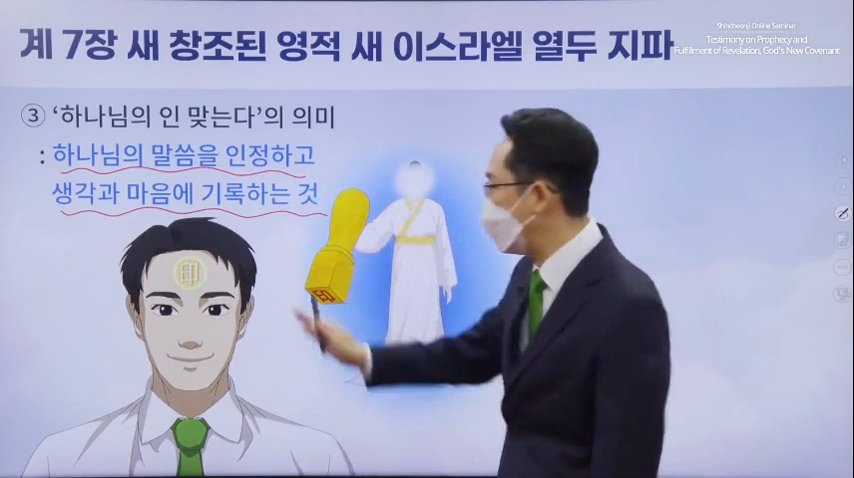 Shincheonji Online Seminar
Testimony on Prophecy and
Fulfillment of Revelation, God's New Covenant
계 7장 새 창조된 영적 새 이스라엘 열두 지파
③ ‘하나님의 인 맞는다’의 의미
: 하나님의 말씀을 인정하고
생각과 마음에 기록하는 것
印
印